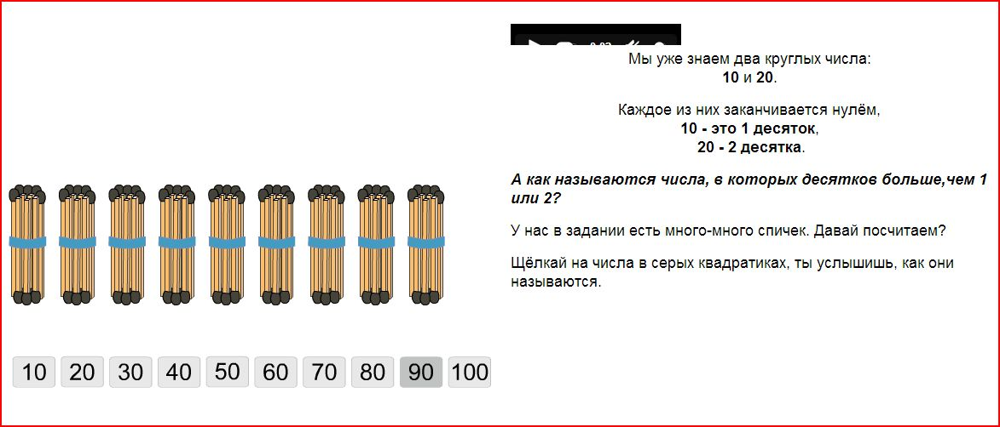 Мы уже знаем два круглых числа:
10 и 20.
Каждое из них заканчивается нулём,
10 - это 1 десяток,
20 - 2 десятка.
А как называются числа, в которых десятков больше,чем 1
или 2?
У нас в задании есть много-много спичек. Давай посчитаем?
Щёлкай на числа в серых квадратиках, ты услышишь, как они
называются.
10 20 30 40 50 60 70 80 90 100